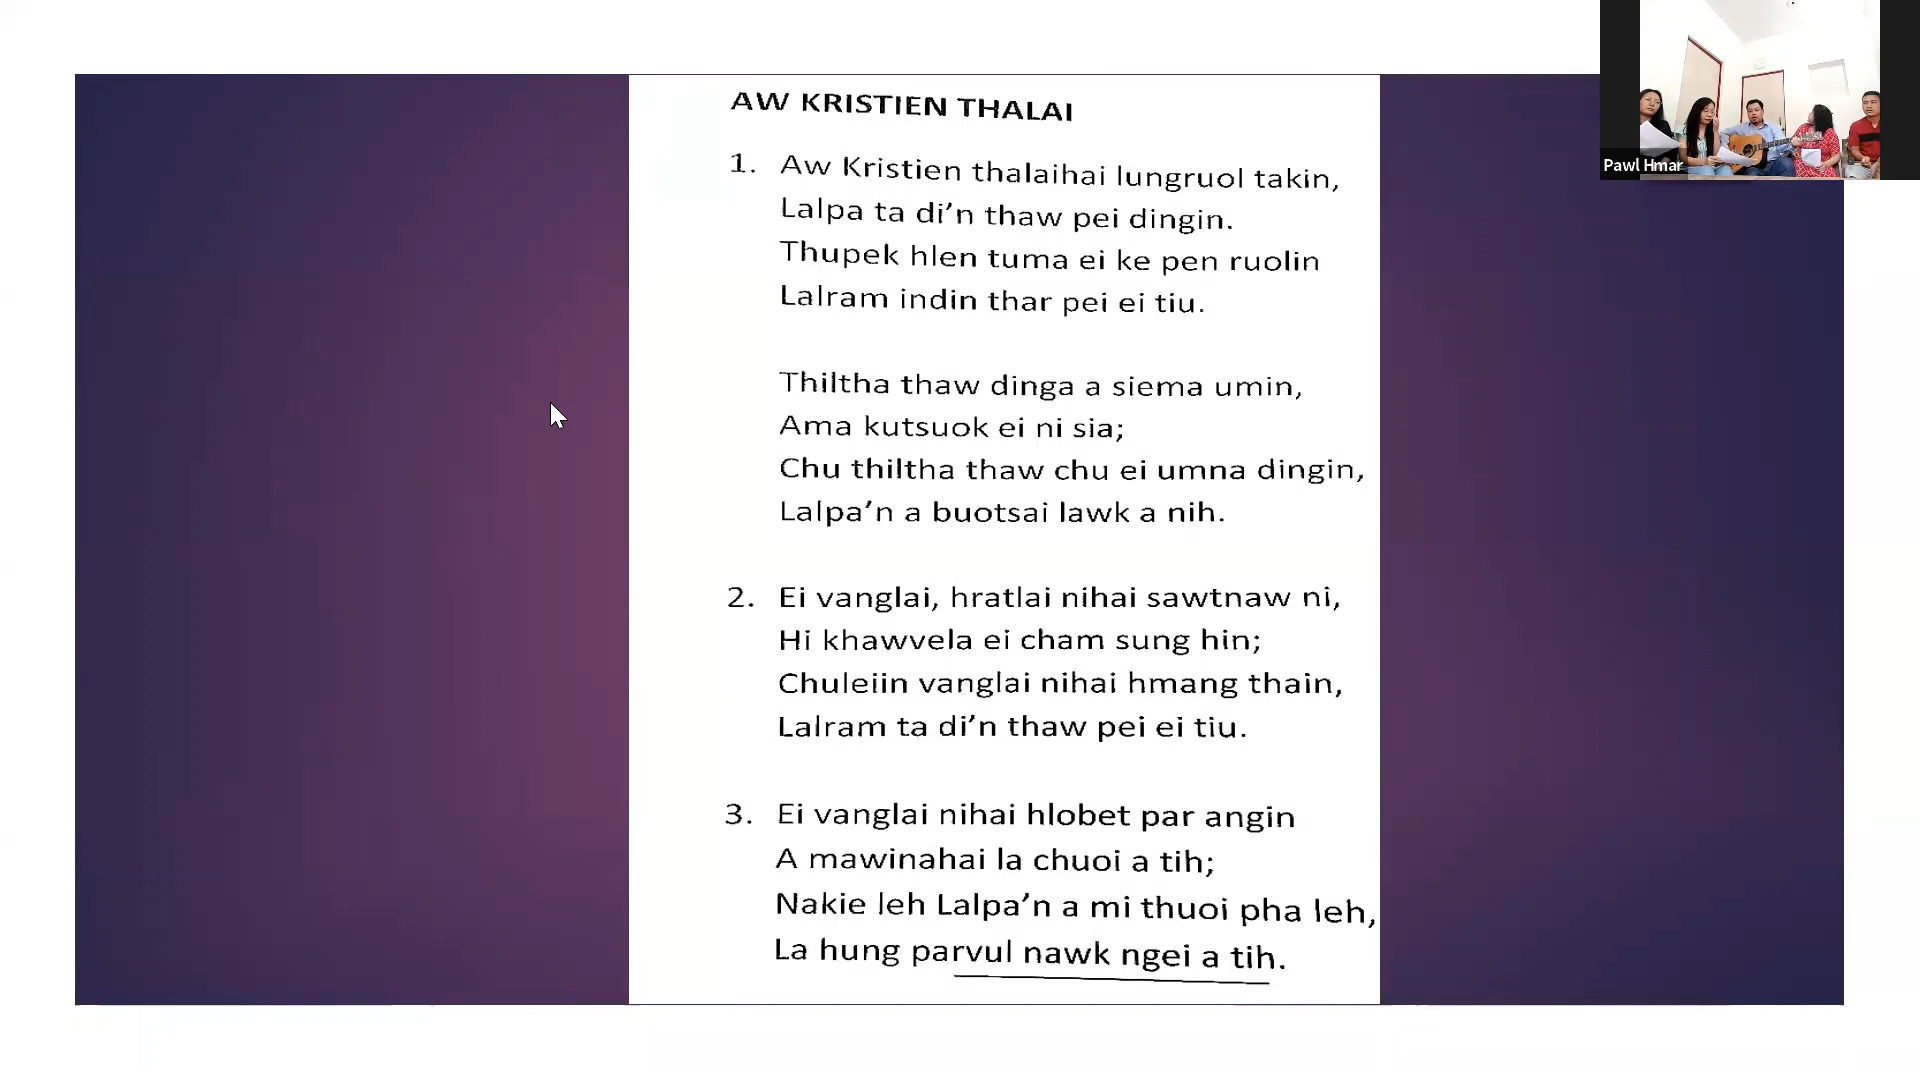 AW KRISTIEN THALAI
1. Aw Kristien thalaihai lungruol takin,
Lalpa ta di’n thaw pei dingin.
Thupek hlen tuma ei ke pen ruolin
Lalram indin thar pei ei tiu.
Thiltha thaw dinga a siema umin,
Ama kutsuok ei ni sia;
Chu thiltha thaw chu ei umna dingin,
Lalpa’n a buotsai lawk a nih.
2. Ei vanglai, hratlai nihai sawtnaw ni,
Hi khawvela ei cham sung hin;
Chuleiin vanglai nihai hmang thain,
Lalram ta di’n thaw pei ei tiu.
3. Ei vanglai nihai hlobet par angin
A mawinahai la chuoi a tih;
Nakie leh Lalpa’n a mi thuoi pha leh,
La hung parvul nawk ngei a tih.
Pawl Hmar